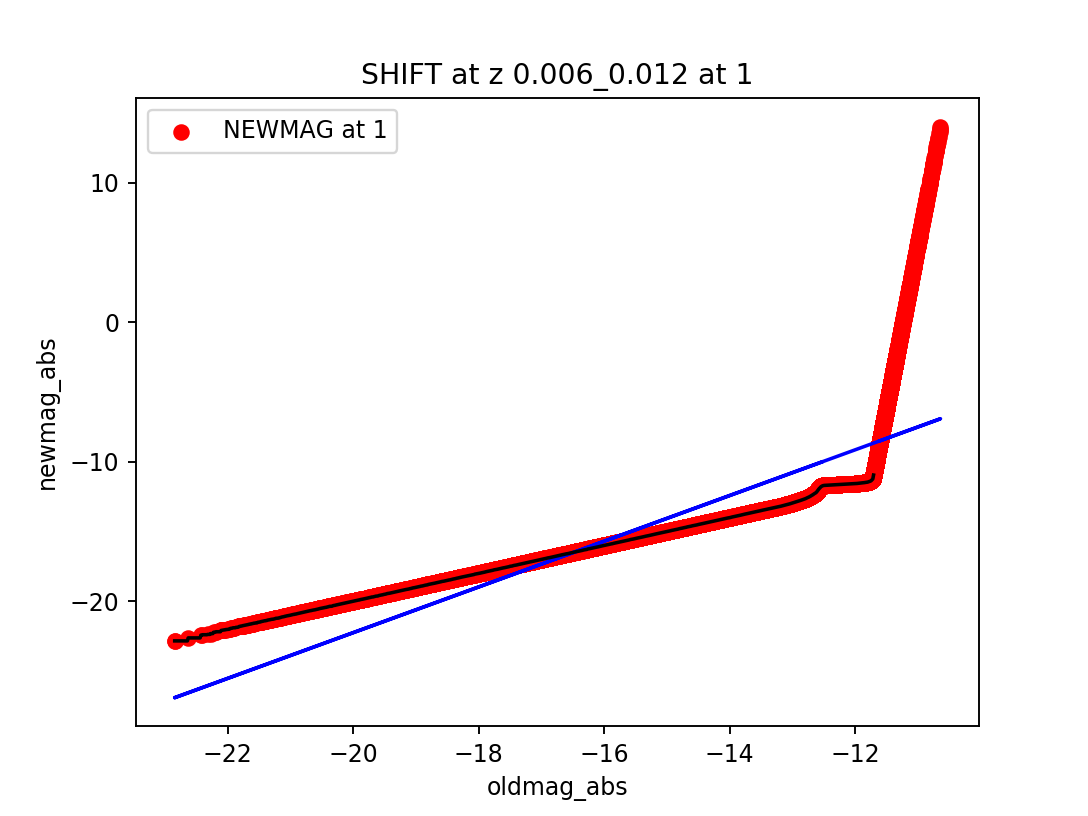 SHIFT at z 0.006_0.012 at 1
NEWMAG at 1
10
0
−10
−20
newmag_abs
−22 −20 −18 −16 −14 −12
oldmag_abs